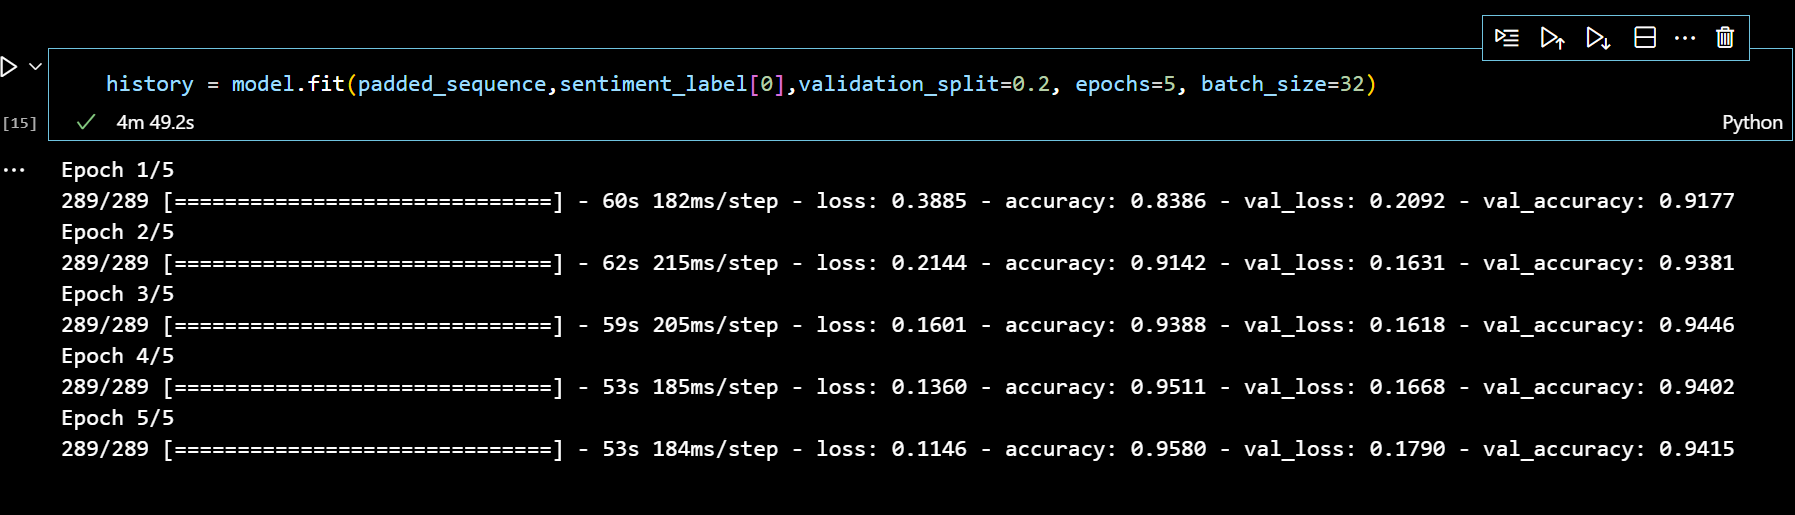 history = model.fit(padded_sequence,sentiment_label[0],validation_split=0.2, epochs=5, batch_size=32)
[15] 4m 49.2s Python
Epoch 1/5
289/289 [==============================] - 60s 182ms/step - loss: 0.3885 - accuracy: 0.8386 - val_loss: 0.2092 - val_accuracy: 0.9177
Epoch 2/5
289/289 [==============================] - 62s 215ms/step - loss: 0.2144 - accuracy: 0.9142 - val_loss: 0.1631 - val_accuracy: 0.9381
Epoch 3/5
289/289 [==============================] - 59s 205ms/step - loss: 0.1601 - accuracy: 0.9388 - val_loss: 0.1618 - val_accuracy: 0.9446
Epoch 4/5
289/289 [==============================] - 53s 185ms/step - loss: 0.1360 - accuracy: 0.9511 - val_loss: 0.1668 - val_accuracy: 0.9402
Epoch 5/5
289/289 [==============================] - 53s 184ms/step - loss: 0.1146 - accuracy: 0.9580 - val_loss: 0.1790 - val_accuracy: 0.9415